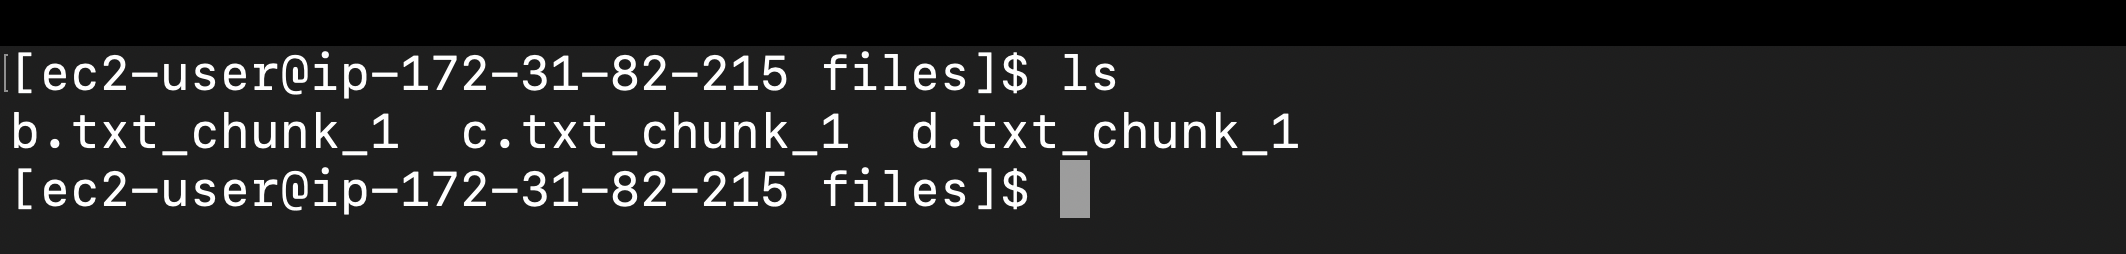 [ec2-user@ip-172-31-82-215 files]$ ls
b.txt_chunk_1  c.txt_chunk_1  d.txt_chunk_1
[ec2-user@ip-172-31-82-215 files]$